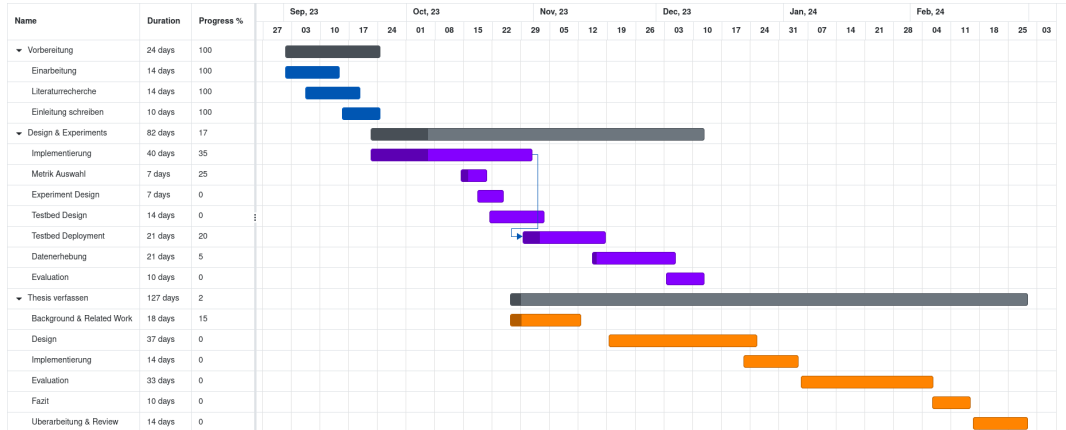 Name Duration Progress % Sep, 23 Oct, 23 Nov, 23 Dec, 23 Jan, 24 Feb, 24
27 03 10 17 24 01 08 15 22 29 05 12 19 26 03 10 17 24 31 07 14 21 28 04 11 18 25 03
Vorbereitung 24 days 100
Einarbeitung 14 days 100
Literaturrecherche 14 days 100
Einleitung schreiben 10 days 100
Design & Experiments 82 days 17
Implementierung 40 days 35
Metrik Auswahl 7 days 25
Experiment Design 7 days 0
Testbed Design 14 days 0
Testbed Deployment 21 days 20
Datenerhebung 21 days 5
Evaluation 10 days 0
Thesis verfassen 127 days 2
Background & Related Work 18 days 15
Design 37 days 0
Implementierung 14 days 0
Evaluation 33 days 0
Fazit 10 days 0
Uberarbeitung & Review 14 days 0